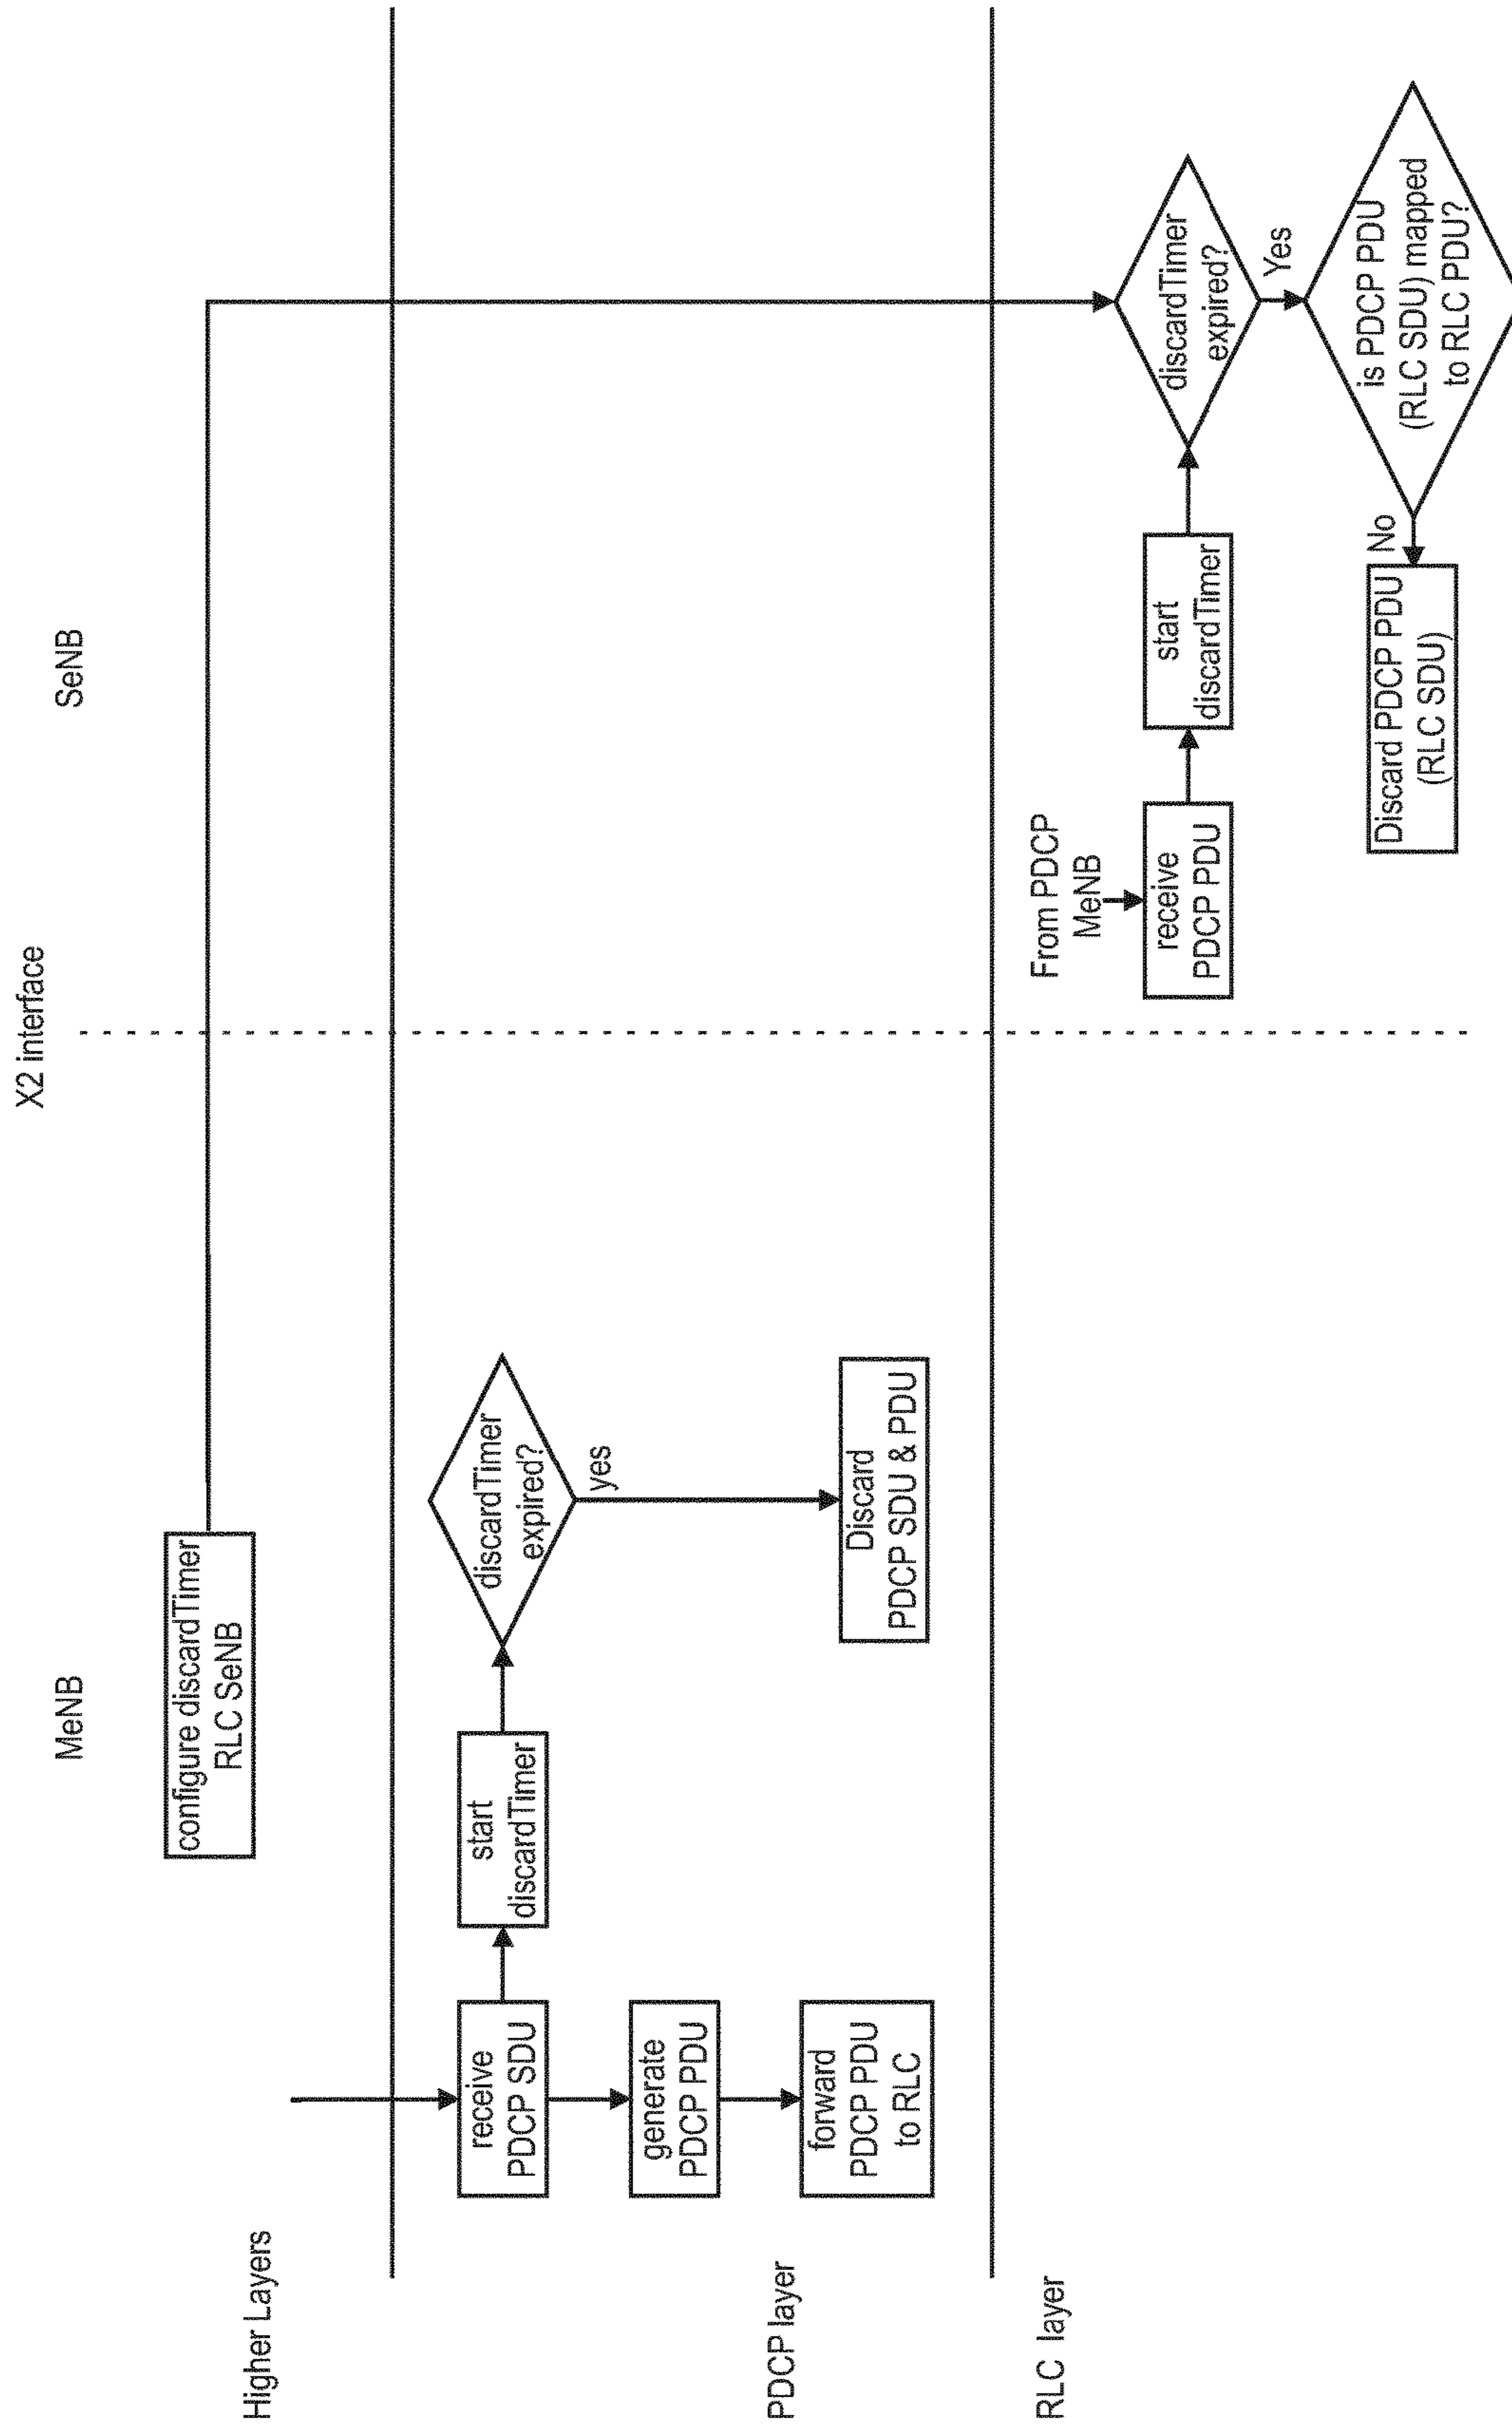 X2 interface
MeNB
SeNB
Higher Layers
configure discardTimer
RLC SeNB
PDCP layer
receive
PDCP SDU
start
discardTimer
discardTimer
expired?
yes
generate
PDCP PDU
forward
PDCP PDU
to RLC
Discard
PDCP SDU & PDU
RLC layer
From PDCP
MeNB
receive
PDCP PDU
start
discardTimer
discardTimer
expired?
Yes
is PDCP PDU
(RLC SDU) mapped
to RLC PDU?
No
Discard PDCP PDU
(RLC SDU)